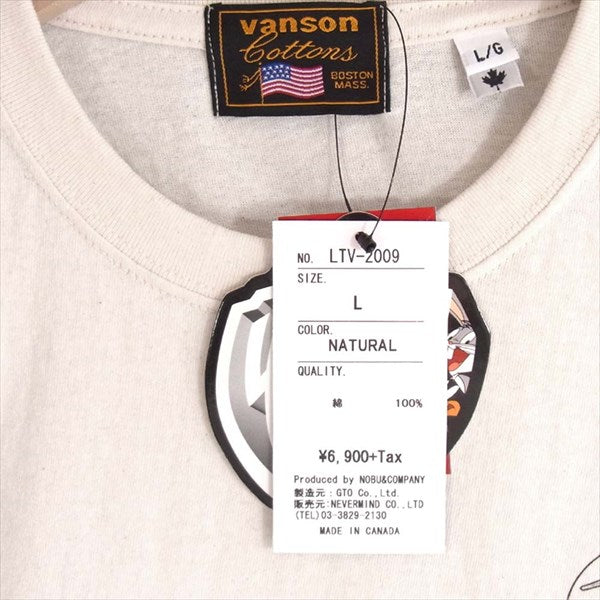 vanson
Cottons
BOSTON
MASS.
L/G
NO. LTV-2009
SIZE.
L
COLOR.
NATURAL
QUALITY.
綿 100%
¥6,900+Tax
Produced by NOBU&COMPANY
製造元:GTO Co.,Ltd.
販売元:NEVERMIND CO.,LTD
(TEL)03-3829-2130
MADE IN CANADA